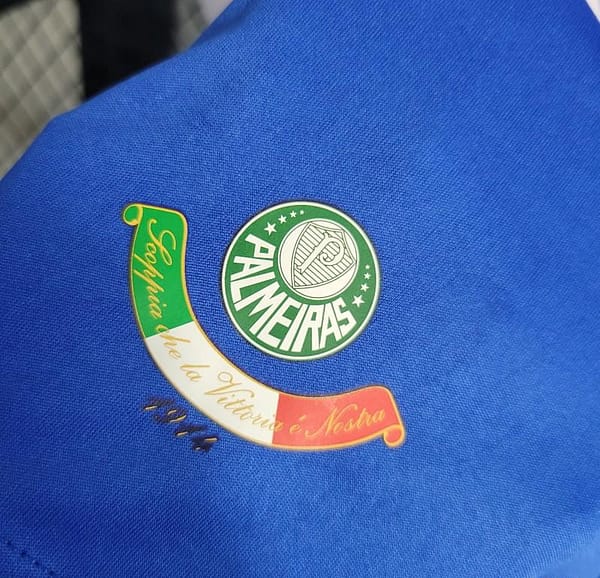 PALMEIRAS
P
Scoppia che la Vittoria é Nostra
1914